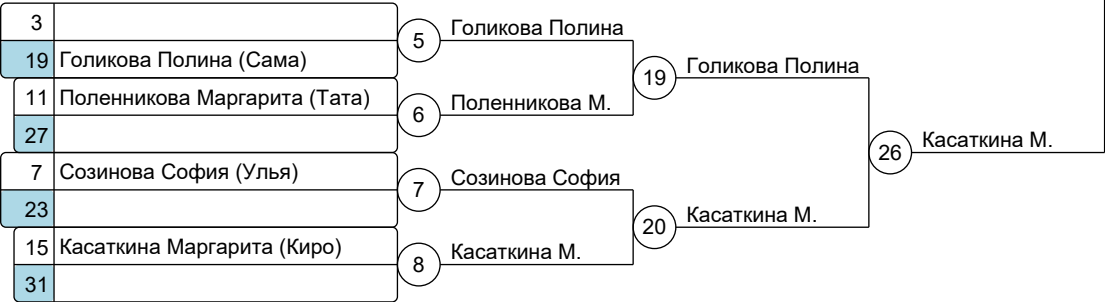 3
5 Голикова Полина
19 Голикова Полина (Сама)
19 Голикова Полина
11 Поленникова Маргарита (Тата)
6 Поленникова М.
27
26 Касаткина М.
7 Созинова София (Улья)
7 Созинова София
23
20 Касаткина М.
15 Касаткина Маргарита (Киро)
8 Касаткина М.
31